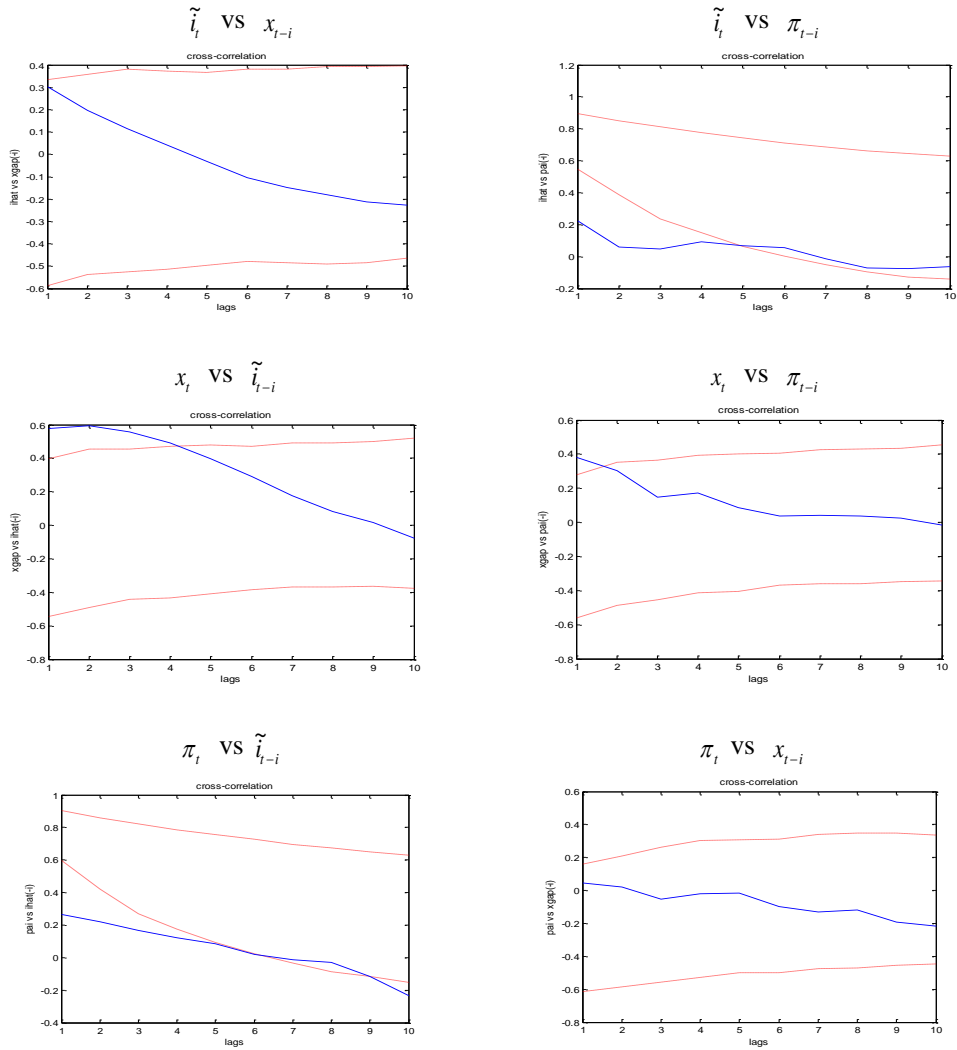 ĩ_t vs x_{t-i}
cross-correlation
0.4
0.3
0.2
0.1
0
-0.1
-0.2
-0.3
-0.4
-0.5
-0.6
ihat vs xgap(-i)
1 2 3 4 5 6 7 8 9 10
lags
ĩ_t vs π_{t-i}
cross-correlation
1.2
1
0.8
0.6
0.4
0.2
0
-0.2
ihat vs pai(-i)
1 2 3 4 5 6 7 8 9 10
lags
x_t vs ĩ_{t-i}
cross-correlation
0.6
0.4
0.2
0
-0.2
-0.4
-0.6
-0.8
xgap vs ihat(-i)
1 2 3 4 5 6 7 8 9 10
lags
x_t vs π_{t-i}
cross-correlation
0.6
0.4
0.2
0
-0.2
-0.4
-0.6
-0.8
xgap vs pai(-i)
1 2 3 4 5 6 7 8 9 10
lags
π_t vs ĩ_{t-i}
cross-correlation
1
0.8
0.6
0.4
0.2
0
-0.2
-0.4
pai vs ihat(-i)
1 2 3 4 5 6 7 8 9 10
lags
π_t vs x_{t-i}
cross-correlation
0.6
0.4
0.2
0
-0.2
-0.4
-0.6
-0.8
pai vs xgap(-i)
1 2 3 4 5 6 7 8 9 10
lags